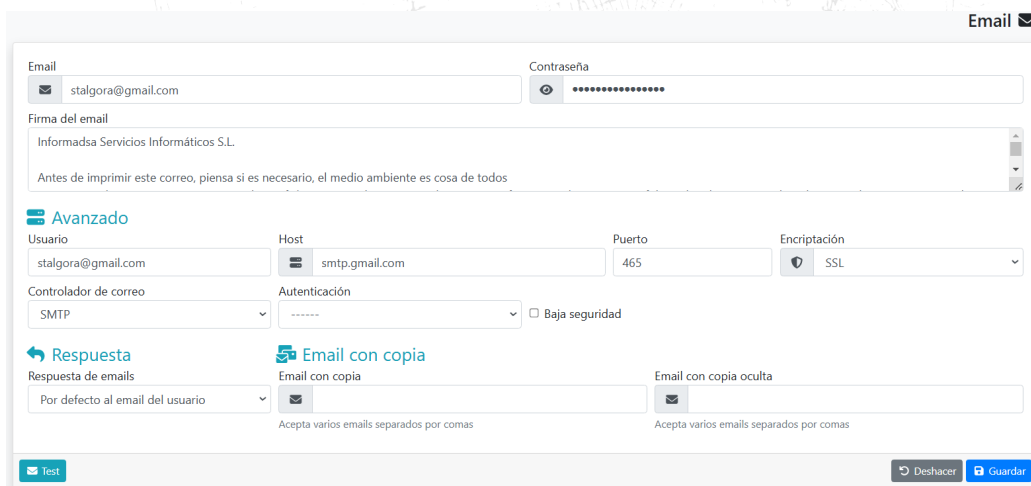 Email
Email Contraseña
stalgora@gmail.com ••••••••••••••••
Firma del email
Informadsa Servicios Informáticos S.L.
Antes de imprimir este correo, piensa si es necesario, el medio ambiente es cosa de todos
Avanzado
Usuario Host Puerto Encriptación
stalgora@gmail.com smtp.gmail.com 465 SSL
Controlador de correo Autenticación
SMTP ------ Baja seguridad
Respuesta Email con copia
Respuesta de emails Email con copia Email con copia oculta
Por defecto al email del usuario
Acepta varios emails separados por comas Acepta varios emails separados por comas
Test Deshacer Guardar